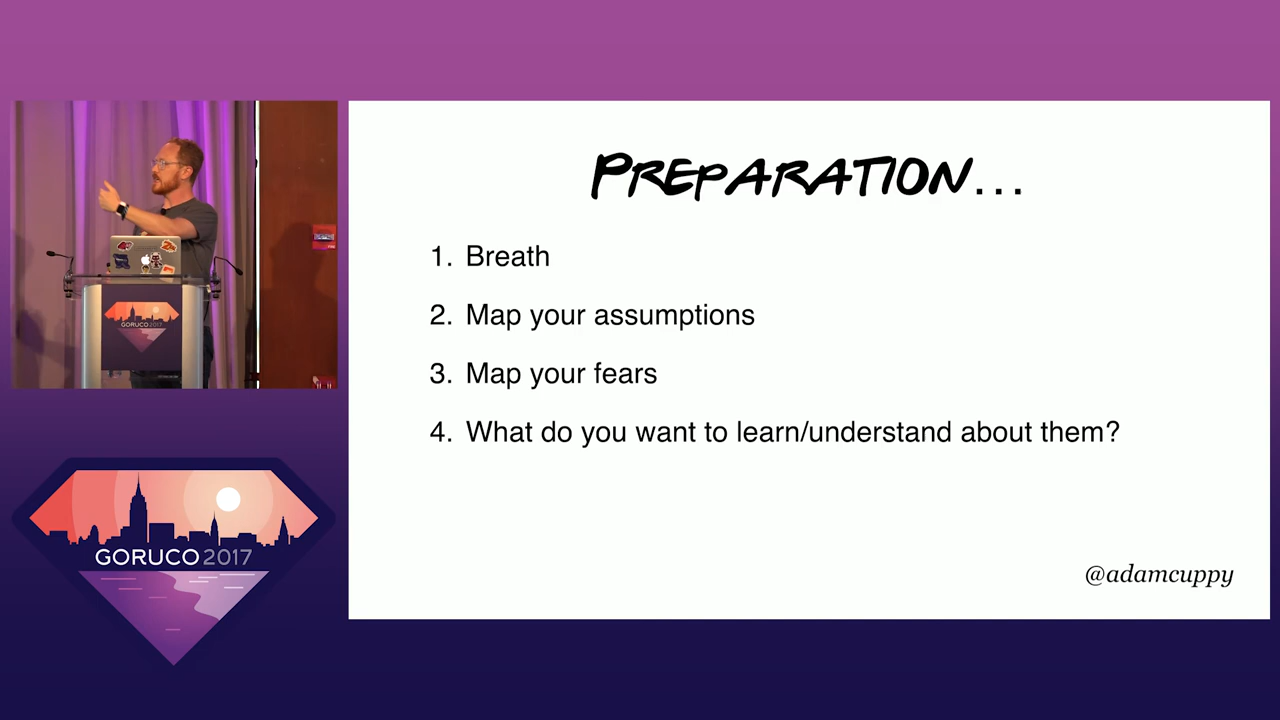 PREPARATION...
1. Breath
2. Map your assumptions
3. Map your fears
4. What do you want to learn/understand about them?
@adamcuppy
GORUCO 2017
GORUCO 2017